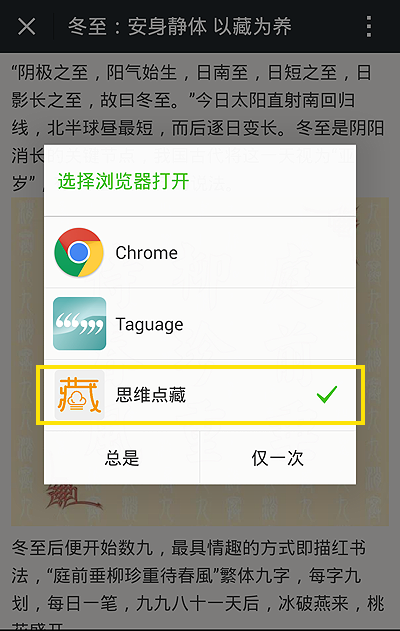 冬至：安身静体 以藏为养
“阴极之至，阳气始生，日南至，日短之至，日
影长之至，故曰冬至。”今日太阳直射南回归
线，北半球昼最短，而后逐日变长。冬至是阴阳
消长
岁”，
选择浏览器打开
Chrome
Taguage
藏
思维点藏
总是
仅一次
冬至后便开始数九，最具情趣的方式即描红书
法，“庭前垂柳珍重待春風”繁体九字，每字九
划，每日一笔，九九八十一天后，冰破燕来，桃
花盛开